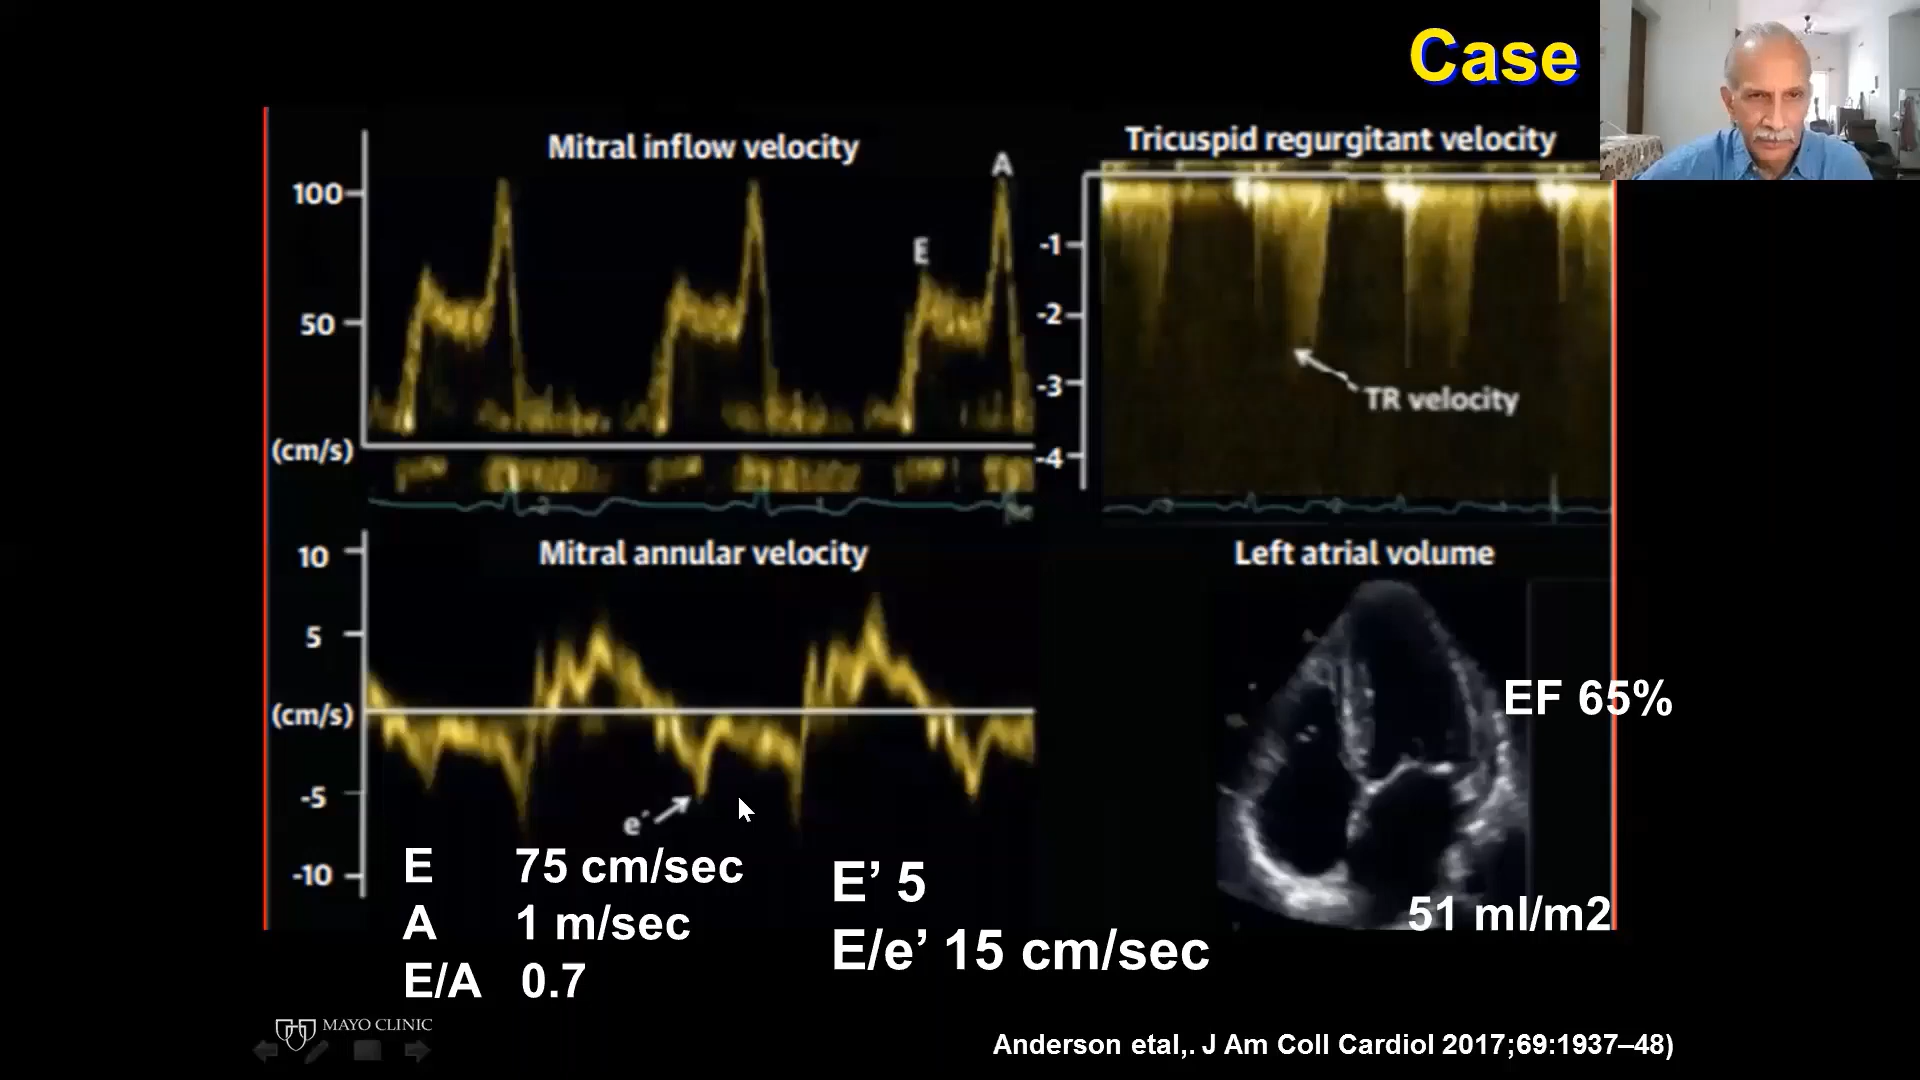 Case
Mitral inflow velocity
A
E
100
50
(cm/s)
Tricuspid regurgitant velocity
-1
-2
-3
-4
TR velocity
Mitral annular velocity
10
5
(cm/s)
-5
-10
e´
Left atrial volume
EF 65%
51 ml/m2
E 75 cm/sec
A 1 m/sec
E/A 0.7
E’ 5
E/e’ 15 cm/sec
MAYO CLINIC
Anderson etal,. J Am Coll Cardiol 2017;69:1937–48)